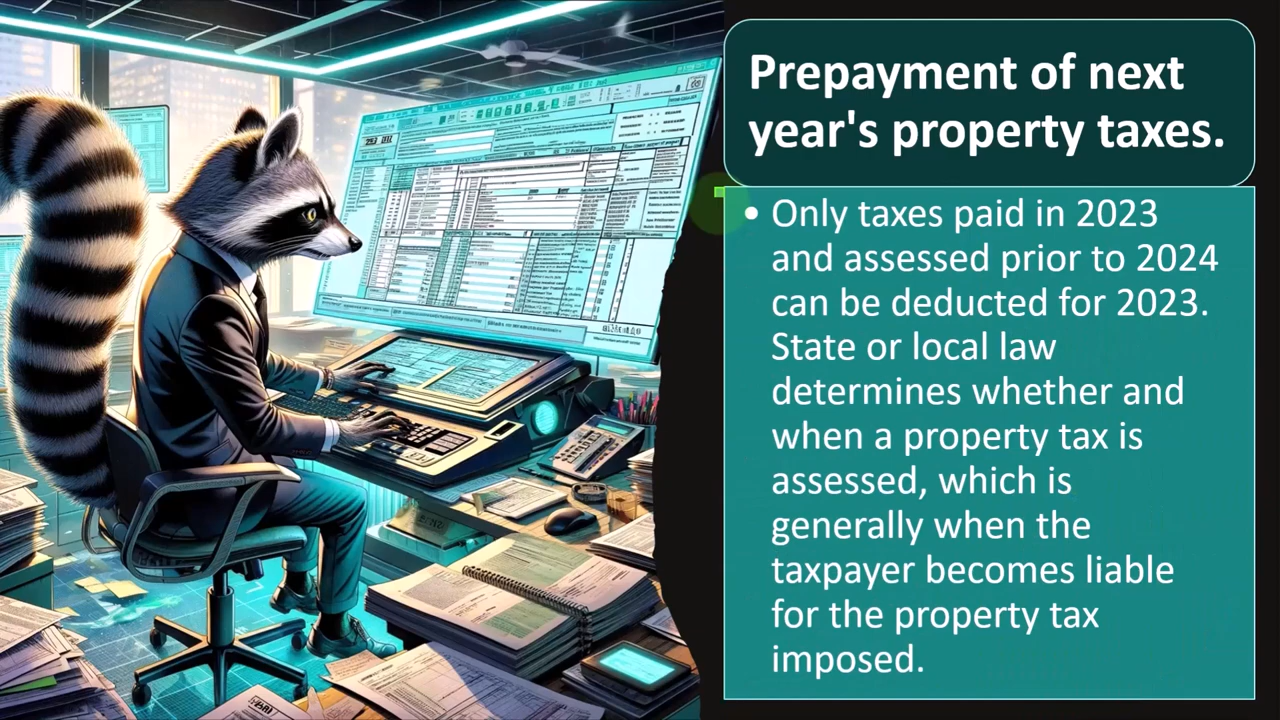 Prepayment of next
year's property taxes.
• Only taxes paid in 2023
and assessed prior to 2024
can be deducted for 2023.
State or local law
determines whether and
when a property tax is
assessed, which is
generally when the
taxpayer becomes liable
for the property tax
imposed.